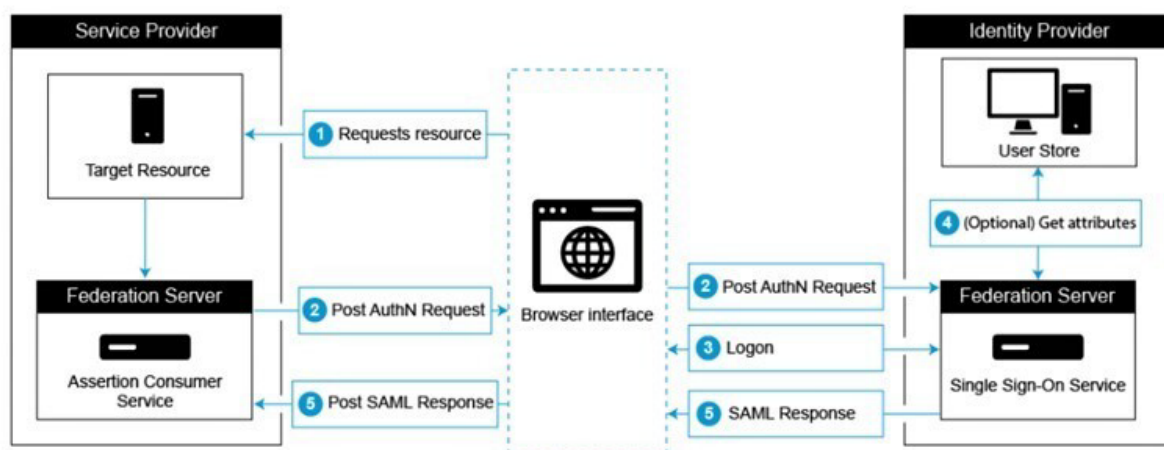 Service Provider
Target Resource
Federation Server
Assertion Consumer
Service
1 Requests resource
2 Post AuthN Request
5 Post SAML Response
Browser interface
2 Post AuthN Request
3 Logon
5 SAML Response
Identity Provider
User Store
4 (Optional) Get attributes
Federation Server
Single Sign-On Service